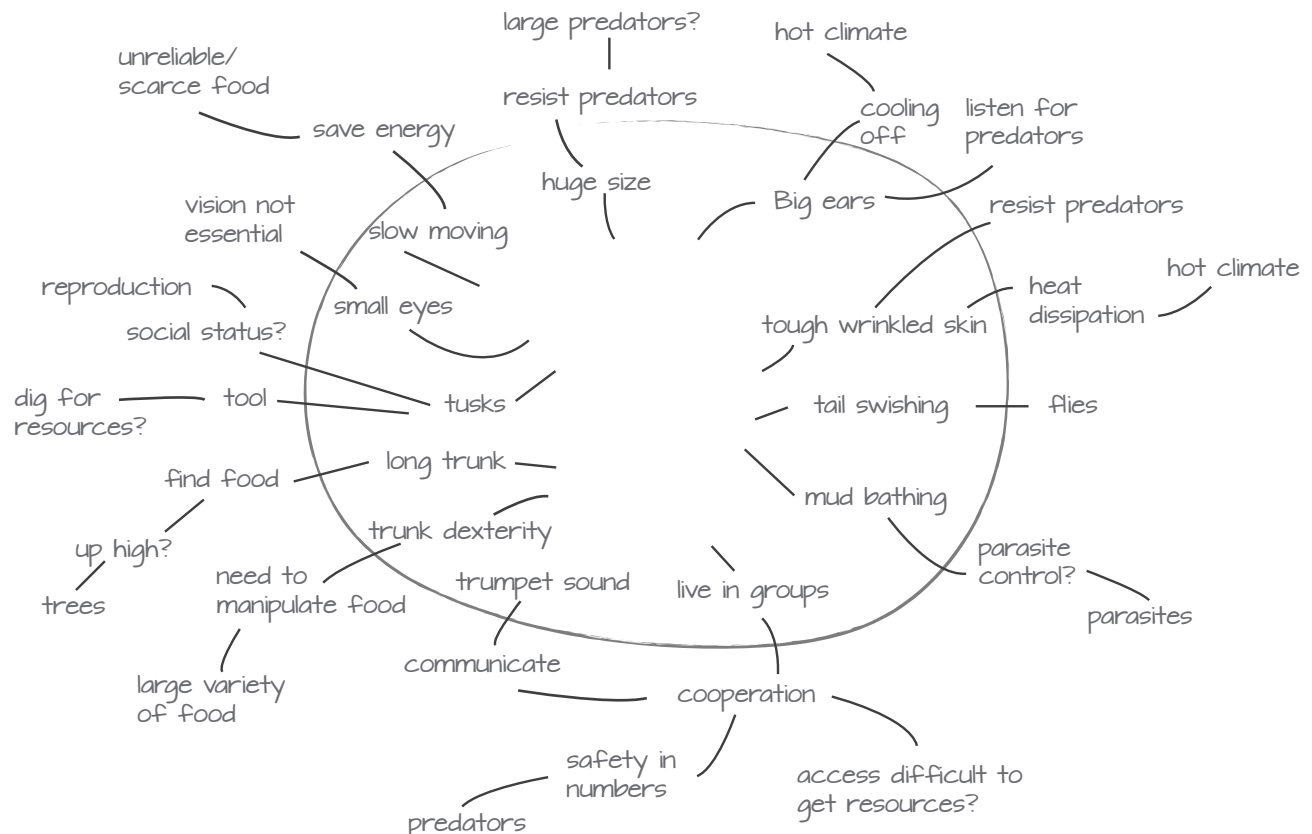 large predators?
hot climate
unreliable/
scarce food
resist predators
cooling
off
listen for
predators
save energy
huge size
Big ears
vision not
essential
resist predators
slow moving
hot climate
reproduction
small eyes
heat
dissipation
social status?
tough wrinkled skin
dig for
resources?
tool
tusks
tail swishing
flies
long trunk
find food
mud bathing
trunk dexterity
up high?
parasite
control?
need to
manipulate food
trumpet sound
live in groups
trees
parasites
communicate
large variety
of food
cooperation
safety in
numbers
access difficult to
get resources?
predators